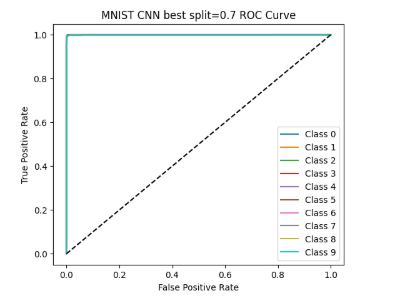 MNIST CNN best split=0.7 ROC Curve
True Positive Rate
1.0
0.8
0.6
0.4
0.2
0.0
Class 0
Class 1
Class 2
Class 3
Class 4
Class 5
Class 6
Class 7
Class 8
Class 9
0.0 0.2 0.4 0.6 0.8 1.0
False Positive Rate